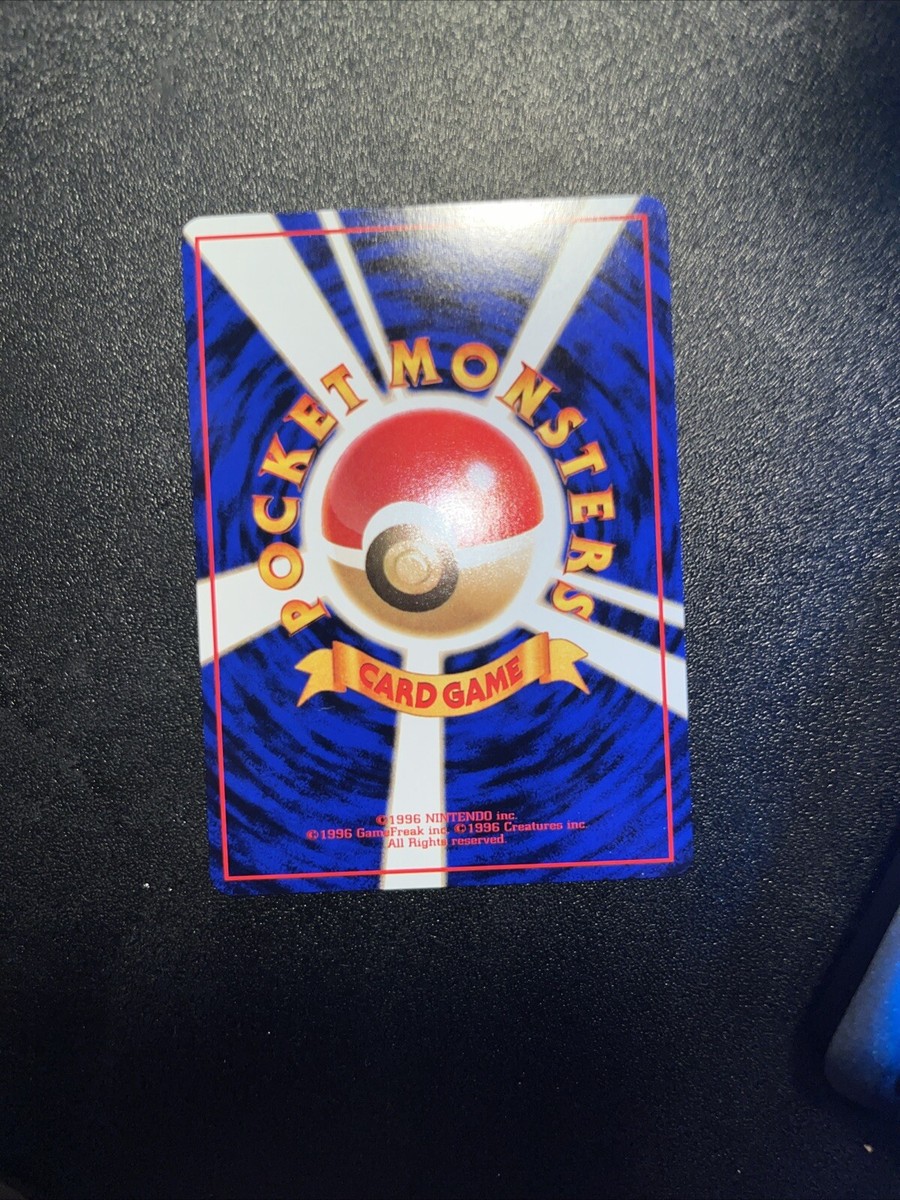 POCKET MONSTERS
CARD GAME
©1996 NINTENDO inc.
©1996 GameFreak inc. ©1996 Creatures inc.
All Rights reserved.